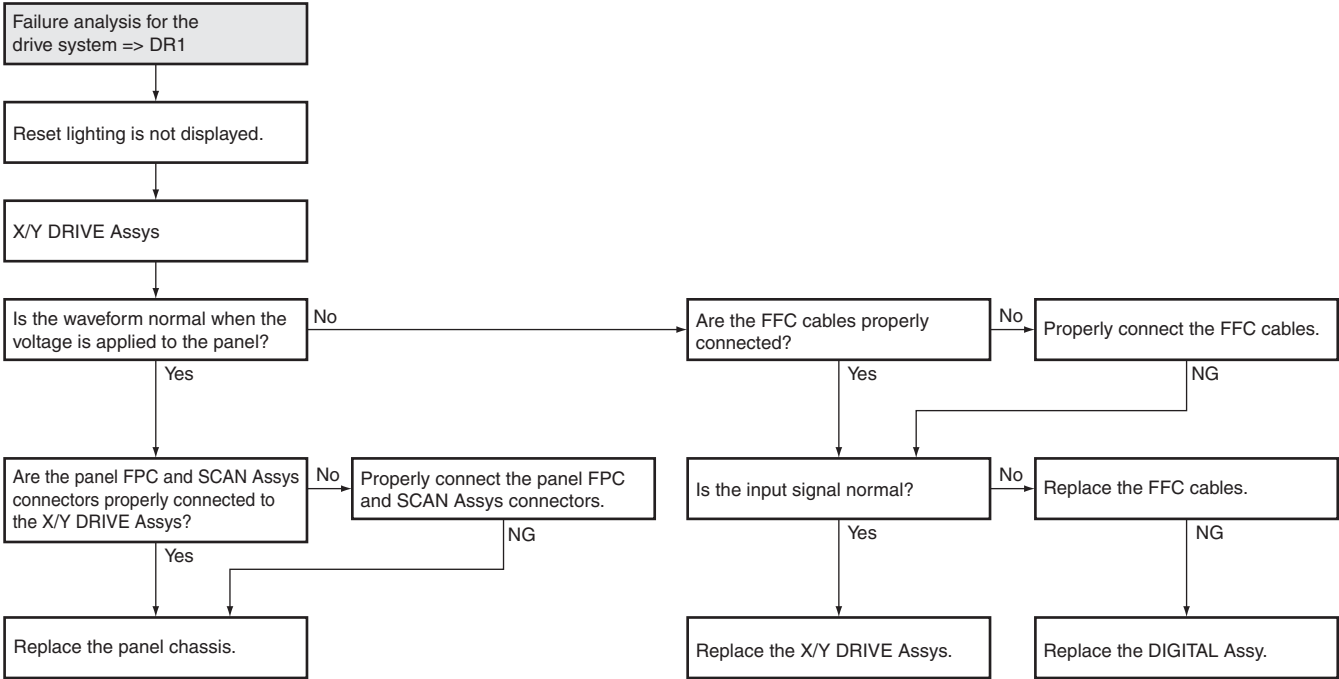 Failure analysis for the
drive system => DR1
Reset lighting is not displayed.
X/Y DRIVE Assys
Is the waveform normal when the
voltage is applied to the panel?
No
Are the FFC cables properly
connected?
No
Properly connect the FFC cables.
Yes
Yes
NG
Are the panel FPC and SCAN Assys
connectors properly connected to
the X/Y DRIVE Assys?
No
Properly connect the panel FPC
and SCAN Assys connectors.
Is the input signal normal?
No
Replace the FFC cables.
Yes
NG
Yes
NG
Replace the panel chassis.
Replace the X/Y DRIVE Assys.
Replace the DIGITAL Assy.